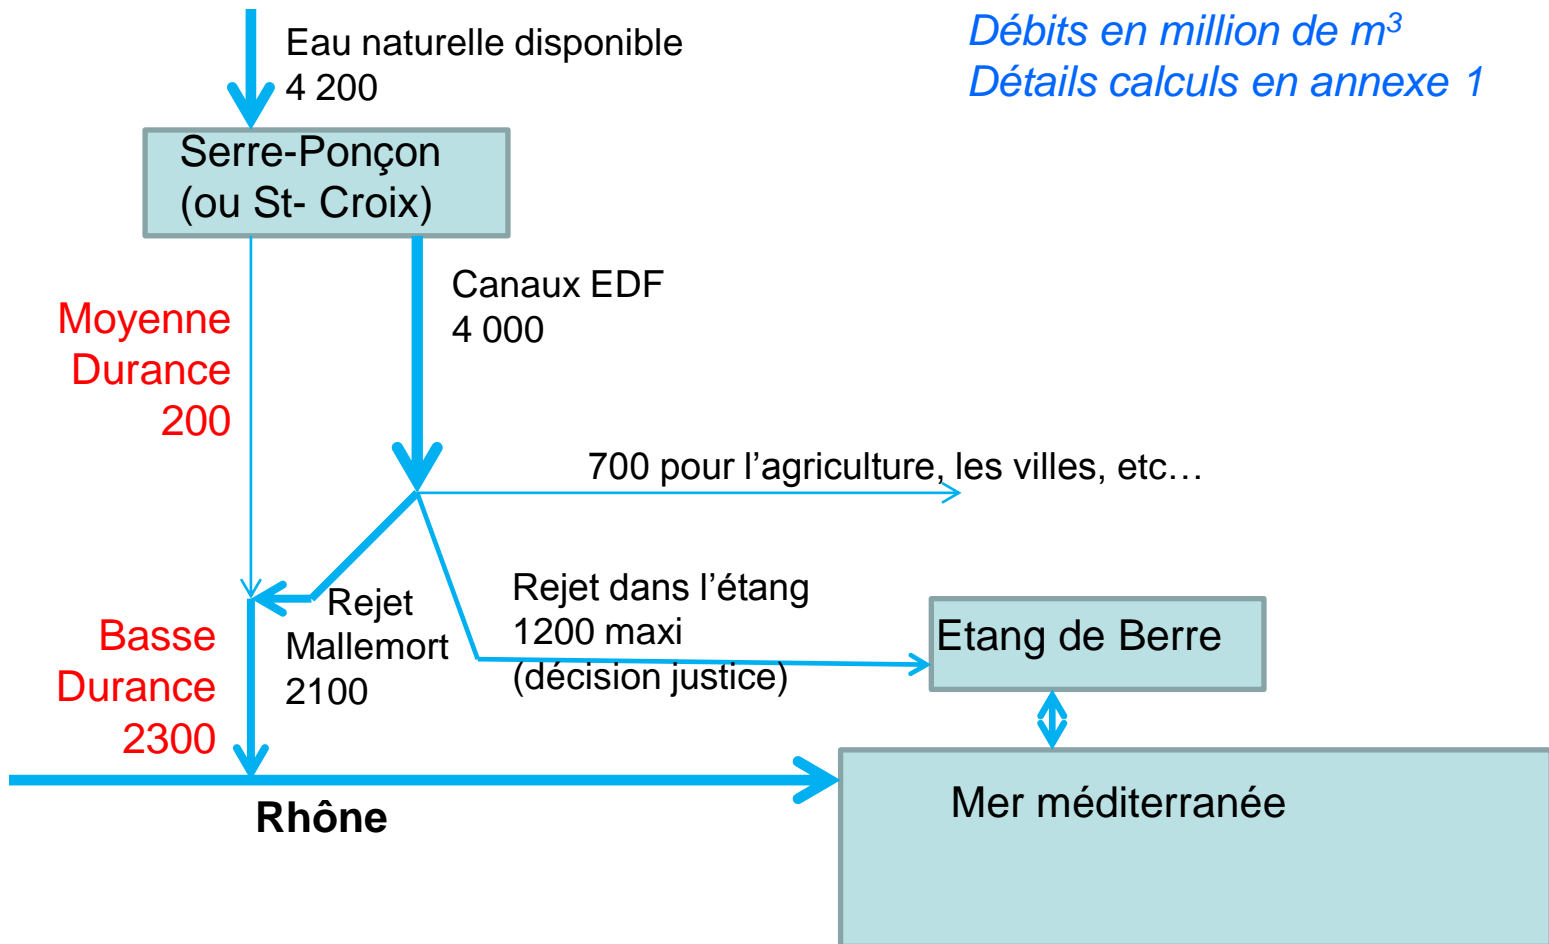 Eau naturelle disponible
4 200
Débits en million de m³
Détails calculs en annexe 1
Serre-Ponçon
(ou St- Croix)
Canaux EDF
4 000
Moyenne
Durance
200
700 pour l’agriculture, les villes, etc…
Rejet
Mallemort
2100
Rejet dans l’étang
1200 maxi
(décision justice)
Etang de Berre
Basse
Durance
2300
Rhône
Mer méditerranée